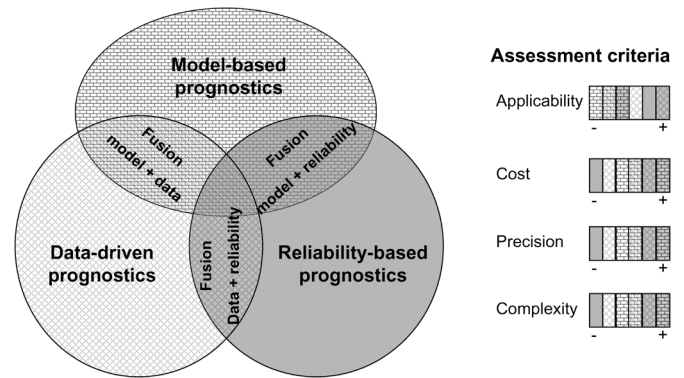 Model-based
prognostics
Fusion
model + data
Fusion
model + reliability
Data-driven
prognostics
Fusion
Data + reliability
Reliability-based
prognostics
Assessment criteria
Applicability
- +
Cost
- +
Precision
- +
Complexity
- +